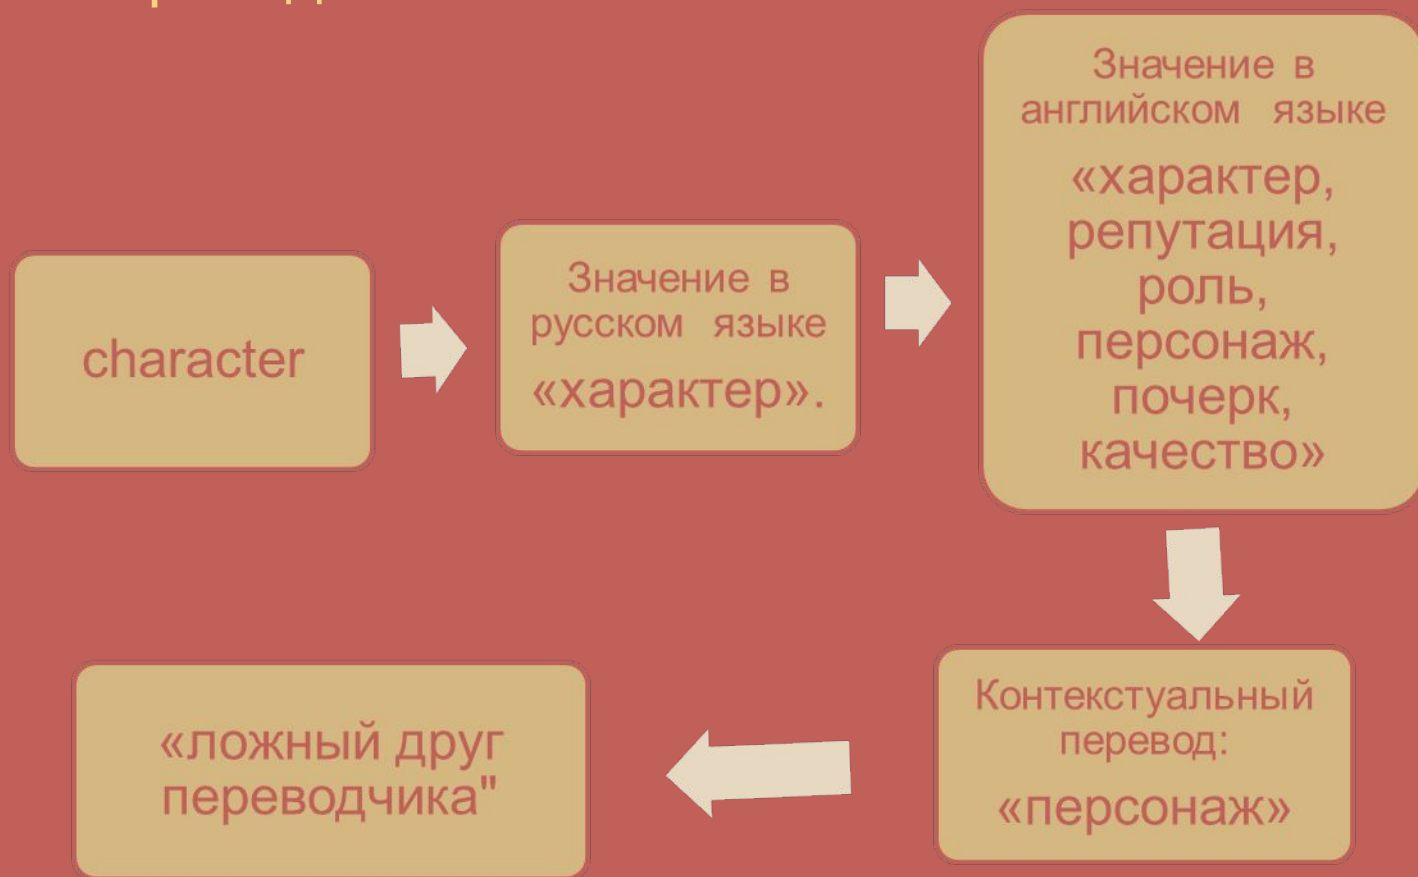 character
Значение в
русском языке
«характер».
Значение в
английском языке
«характер,
репутация,
роль,
персонаж,
почерк,
качество»
Контекстуальный
перевод:
«персонаж»
«ложный друг
переводчика"